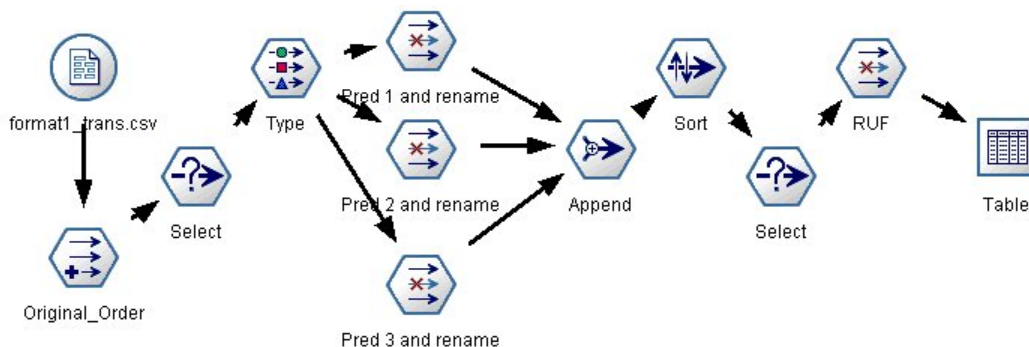 format1_trans.csv
Original_Order
Select
Type
Pred 1 and rename
Pred 2 and rename
Pred 3 and rename
Append
Sort
Select
RUF
Table